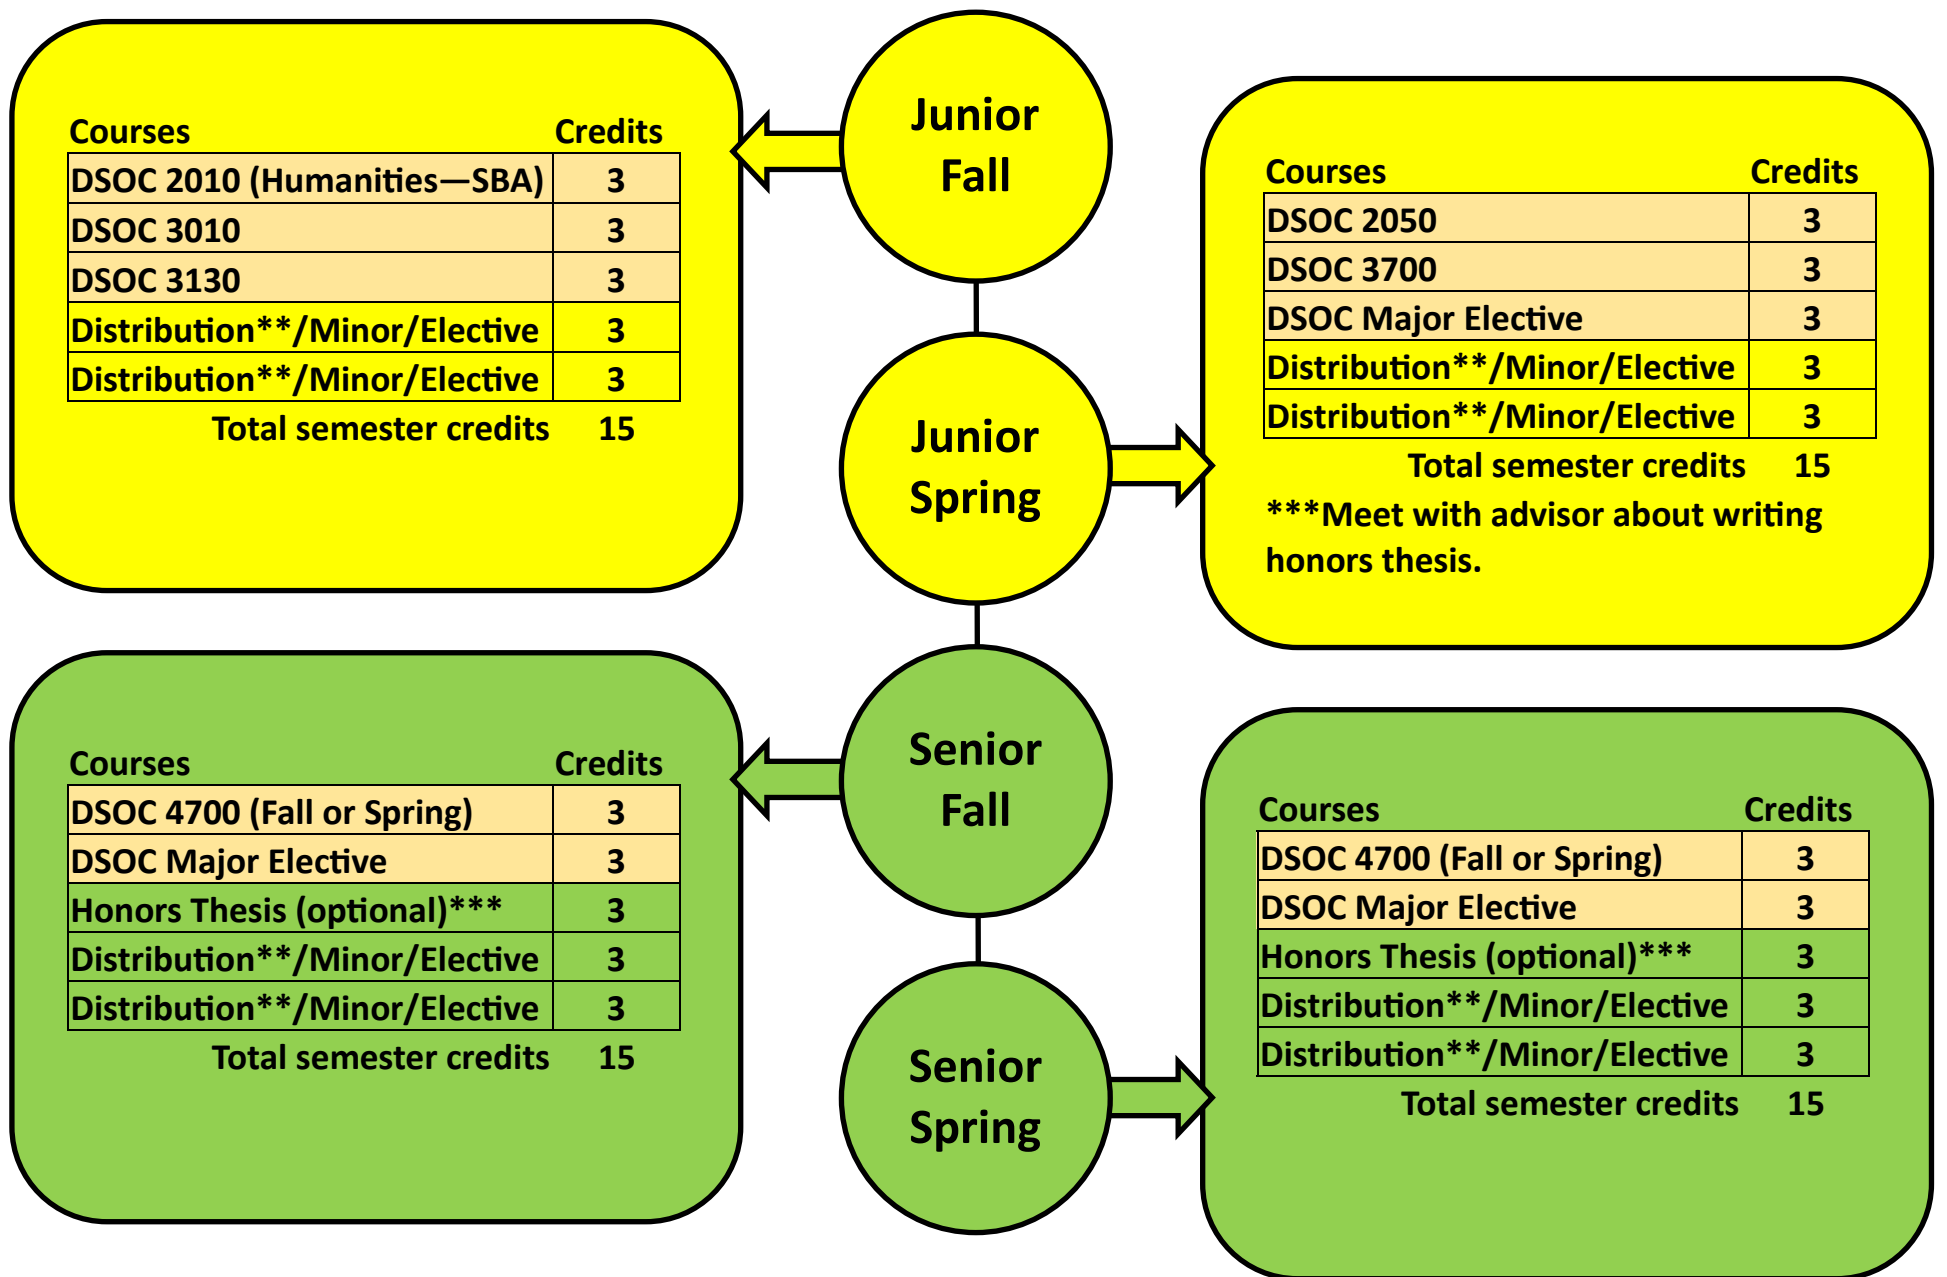 Junior
Fall
Courses Credits
DSOC 2010 (Humanities—SBA) 3
DSOC 3010 3
DSOC 3130 3
Distribution**/Minor/Elective 3
Distribution**/Minor/Elective 3
Total semester credits 15
Junior
Spring
Courses Credits
DSOC 2050 3
DSOC 3700 3
DSOC Major Elective 3
Distribution**/Minor/Elective 3
Distribution**/Minor/Elective 3
Total semester credits 15
***Meet with advisor about writing
honors thesis.
Senior
Fall
Courses Credits
DSOC 4700 (Fall or Spring) 3
DSOC Major Elective 3
Honors Thesis (optional)*** 3
Distribution**/Minor/Elective 3
Distribution**/Minor/Elective 3
Total semester credits 15
Senior
Spring
Courses Credits
DSOC 4700 (Fall or Spring) 3
DSOC Major Elective 3
Honors Thesis (optional)*** 3
Distribution**/Minor/Elective 3
Distribution**/Minor/Elective 3
Total semester credits 15